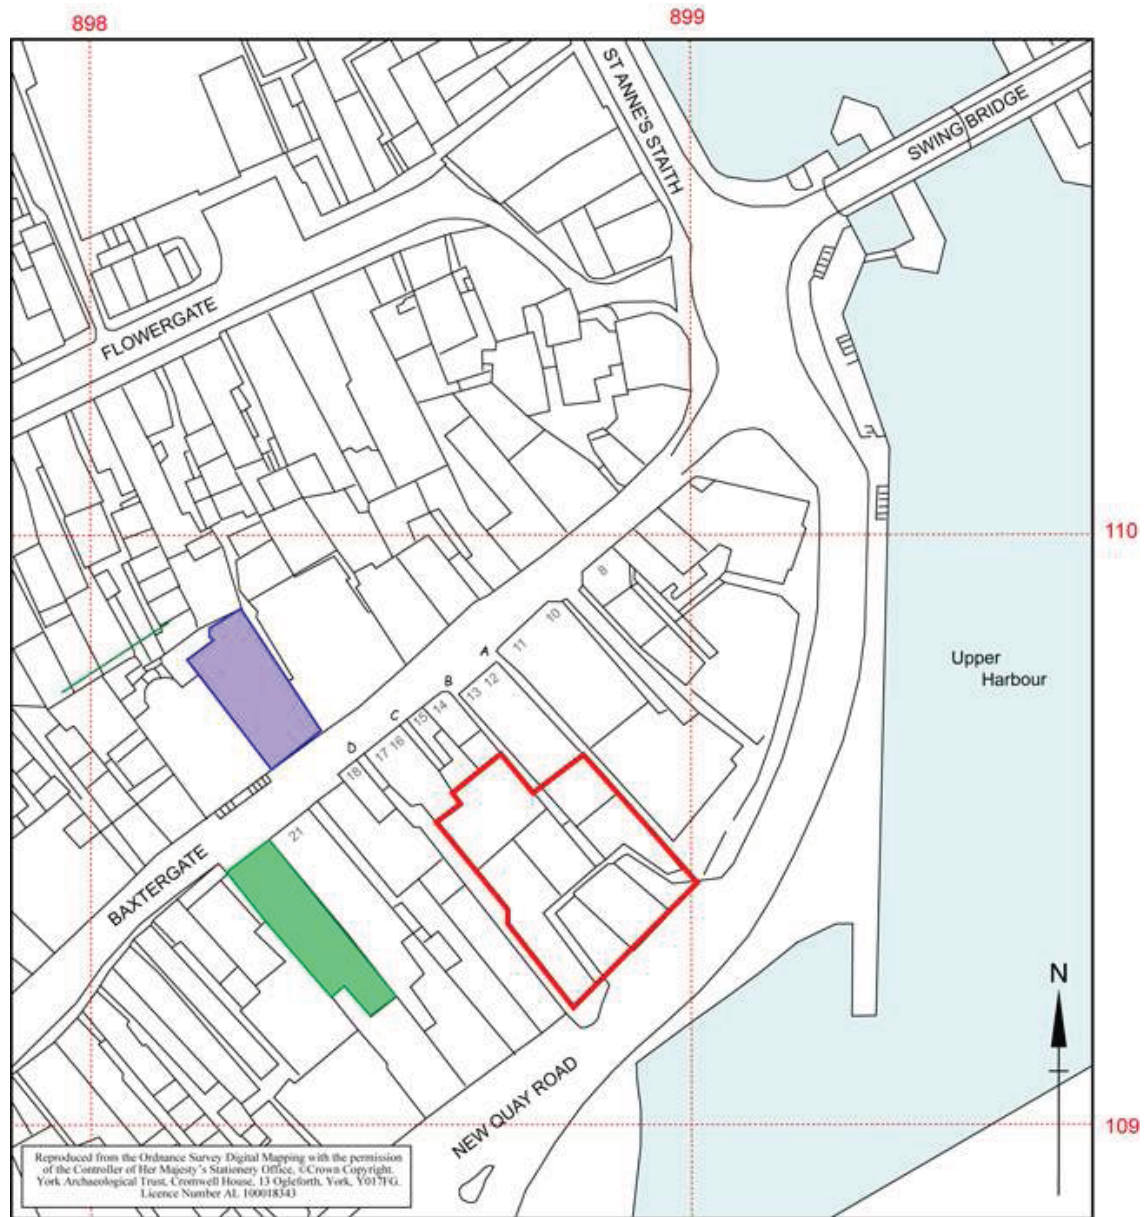 898
899
ST ANNE'S STAITH
SWING BRIDGE
FLOWERGATE
110
8
10
11
A
12
13
B
14
15
C
16
17
D
18
21
Upper
Harbour
BAXTERGATE
N
NEW QUAY ROAD
109
Reproduced from the Ordnance Survey Digital Mapping with the permission
of the Controller of Her Majesty's Stationery Office, ©Crown Copyright.
York Archaeological Trust, Cromwell House, 13 Ogleforth, York, YO17FG.
Licence Number AL 100018343